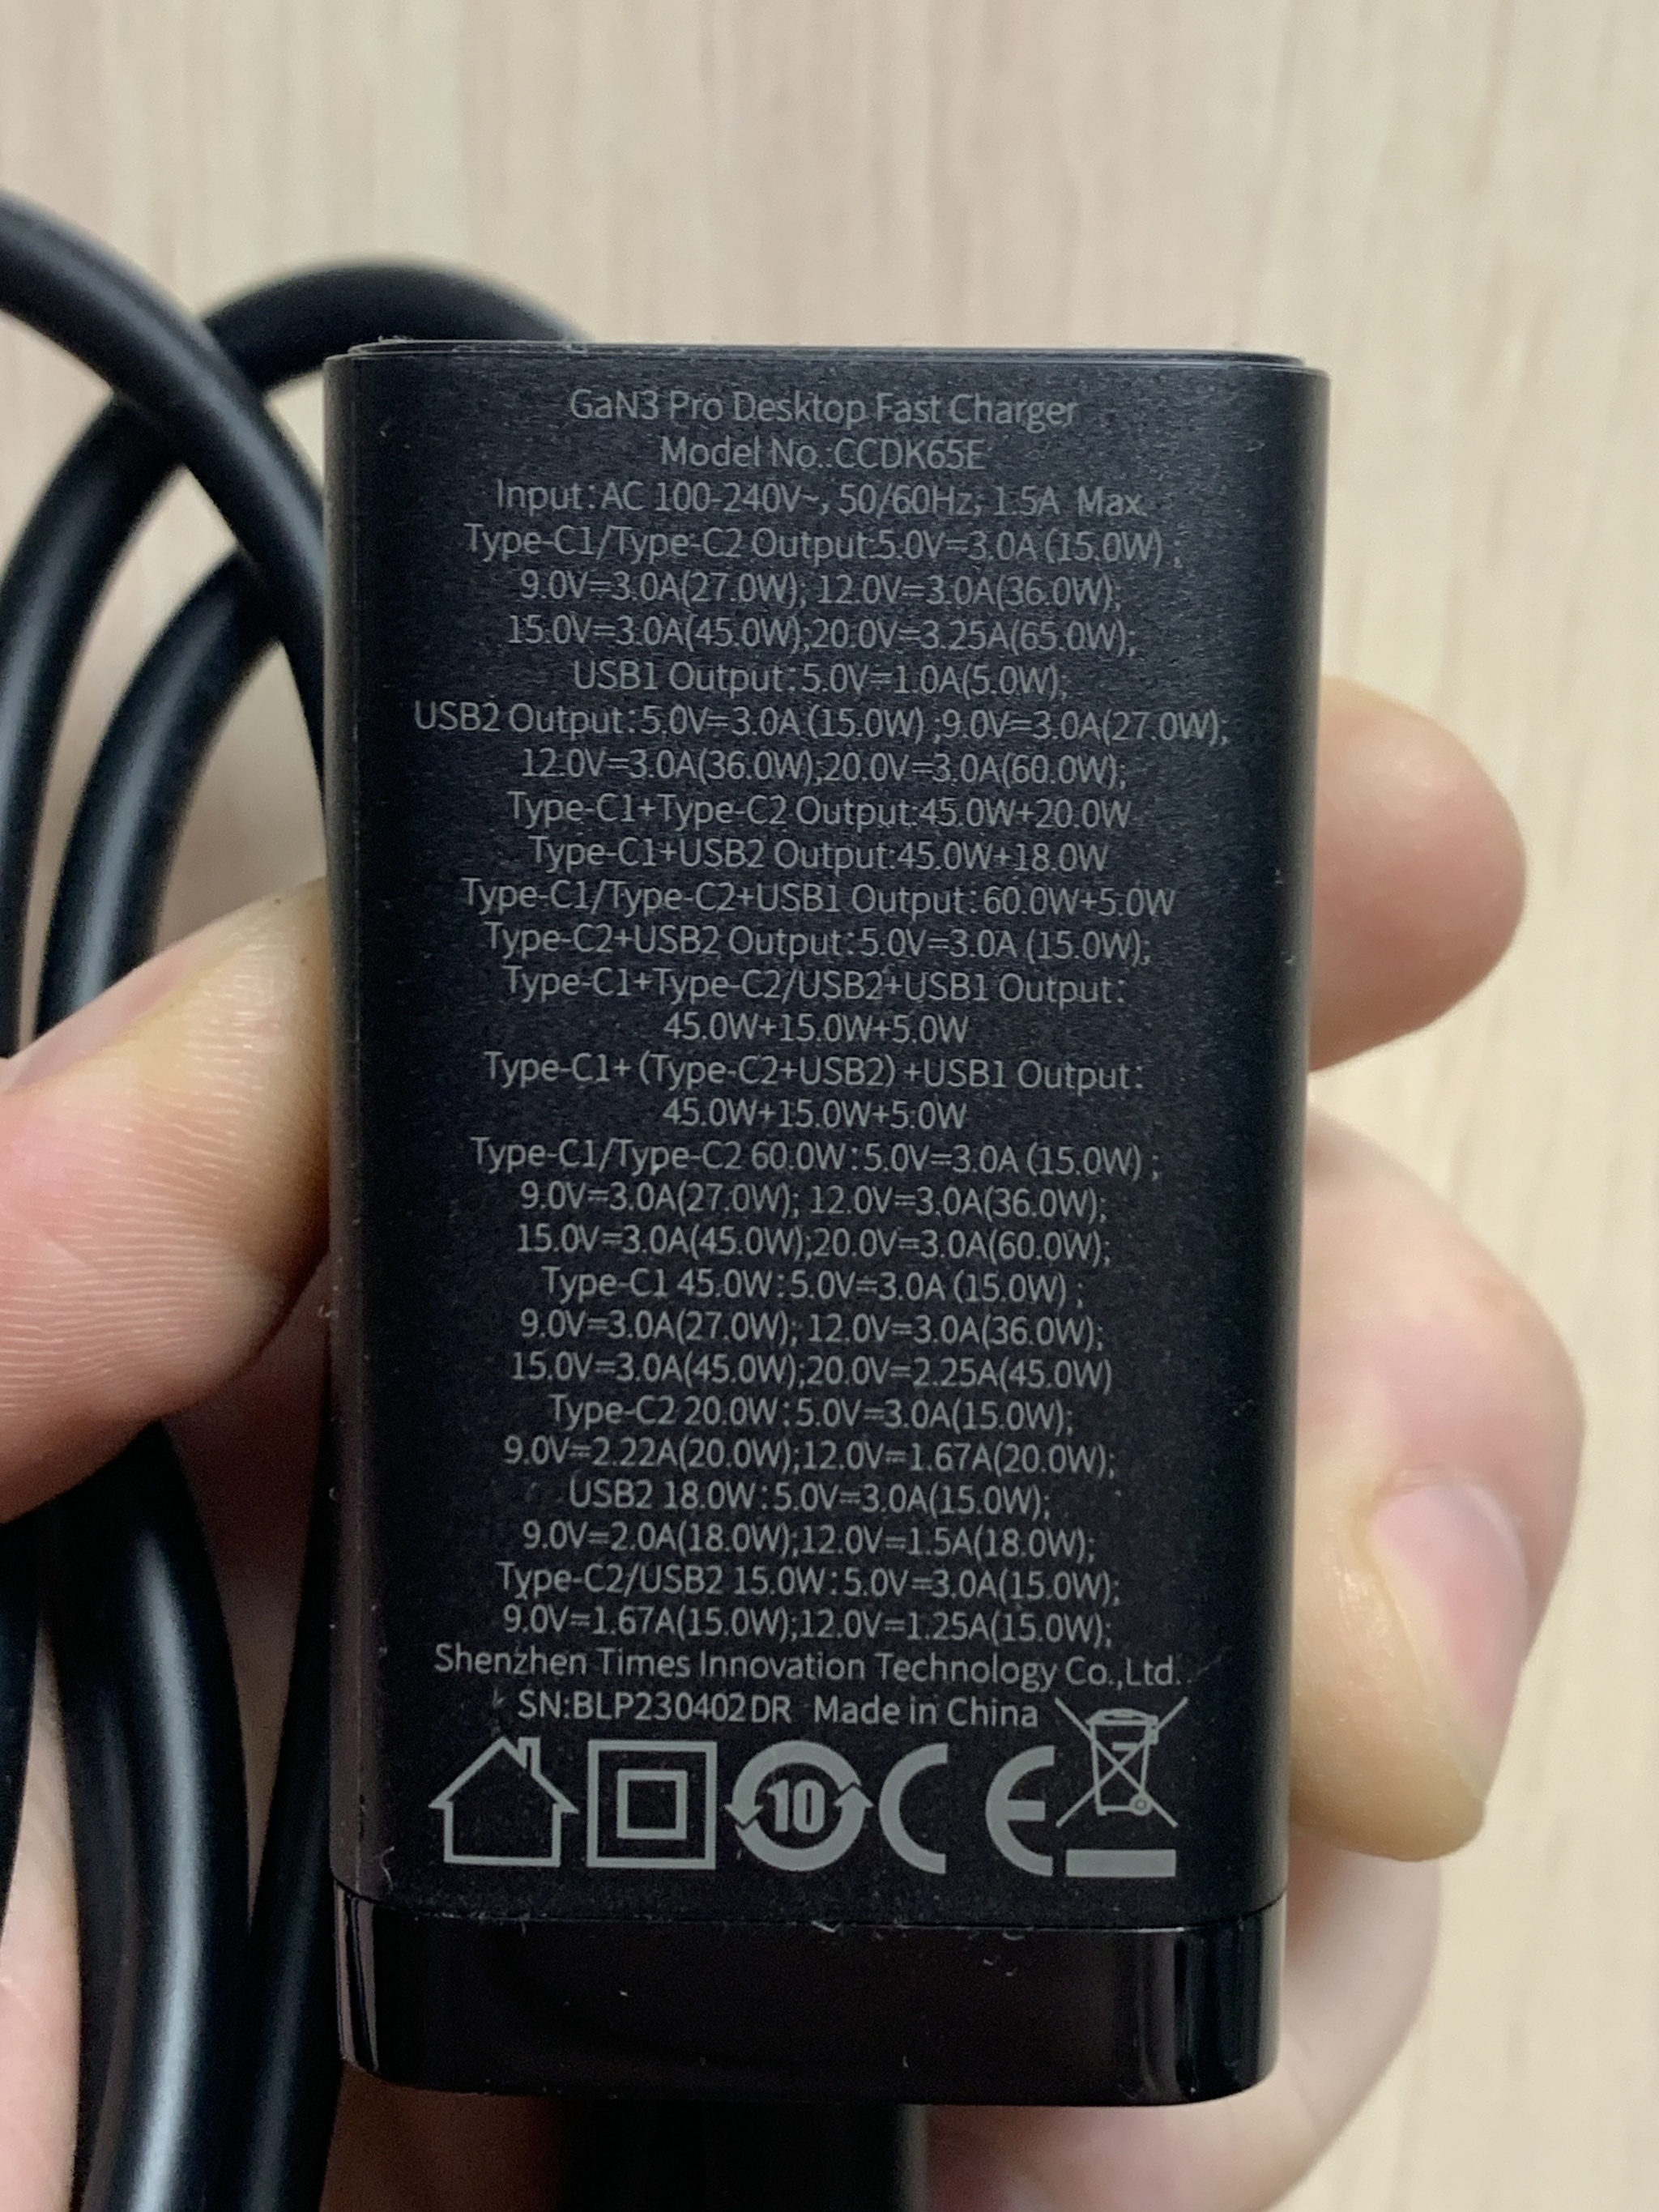 GaN3 Pro Desktop Fast Charger
Model No.:CCDK65E
Input:AC 100-240V~, 50/60Hz; 1.5A Max.
Type-C1/Type-C2 Output:5.0V=3.0A (15.0W) ;
9.0V=3.0A(27.0W); 12.0V=3.0A(36.0W);
15.0V=3.0A(45.0W);20.0V=3.25A(65.0W);
USB1 Output:5.0V=1.0A(5.0W);
USB2 Output:5.0V=3.0A (15.0W) ;9.0V=3.0A(27.0W);
12.0V=3.0A(36.0W),20.0V=3.0A(60.0W);
Type-C1+Type-C2 Output:45.0W+20.0W
Type-C1+USB2 Output:45.0W+18.0W
Type-C1/Type-C2+USB1 Output:60.0W+5.0W
Type-C2+USB2 Output:5.0V=3.0A (15.0W);
Type-C1+Type-C2/USB2+USB1 Output:
45.0W+15.0W+5.0W
Type-C1+ (Type-C2+USB2) +USB1 Output:
45.0W+15.0W+5.0W
Type-C1/Type-C2 60.0W:5.0V=3.0A (15.0W) ;
9.0V=3.0A(27.0W); 12.0V=3.0A(36.0W);
15.0V=3.0A(45.0W);20.0V=3.0A(60.0W);
Type-C1 45.0W:5.0V=3.0A (15.0W) ;
9.0V=3.0A(27.0W); 12.0V=3.0A(36.0W);
15.0V=3.0A(45.0W);20.0V=2.25A(45.0W)
Type-C2 20.0W:5.0V=3.0A(15.0W);
9.0V=2.22A(20.0W);12.0V=1.67A(20.0W);
USB2 18.0W:5.0V=3.0A(15.0W);
9.0V=2.0A(18.0W);12.0V=1.5A(18.0W);
Type-C2/USB2 15.0W:5.0V=3.0A(15.0W);
9.0V=1.67A(15.0W);12.0V=1.25A(15.0W);
Shenzhen Times Innovation Technology Co.,Ltd.
SN:BLP230402DR Made in China
10 CE